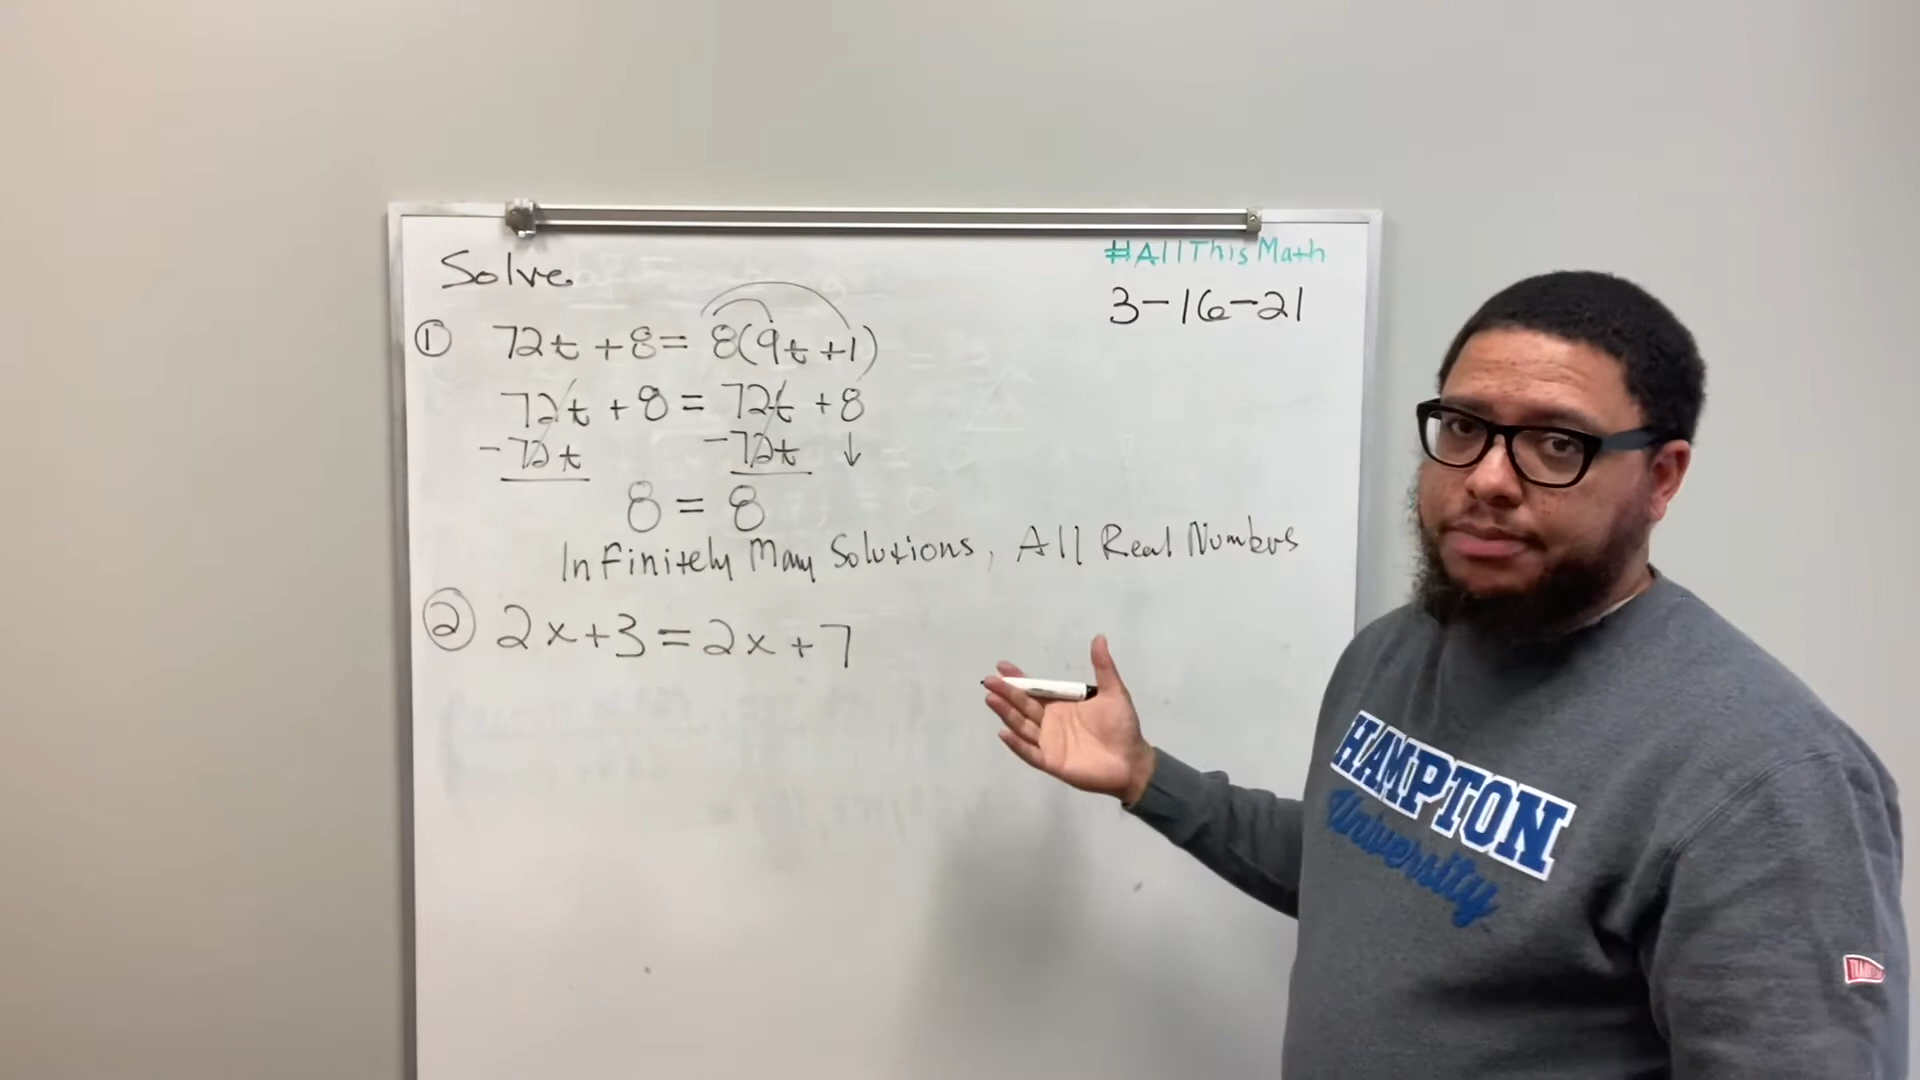 Solve
#AllThisMath
3-16-21
① 72t + 8 = 8(9t + 1)
72t + 8 = 72t + 8
-72t -72t ↓
8 = 8
Infinitely Many Solutions, All Real Numbers
② 2x + 3 = 2x + 7
HAMPTON
University